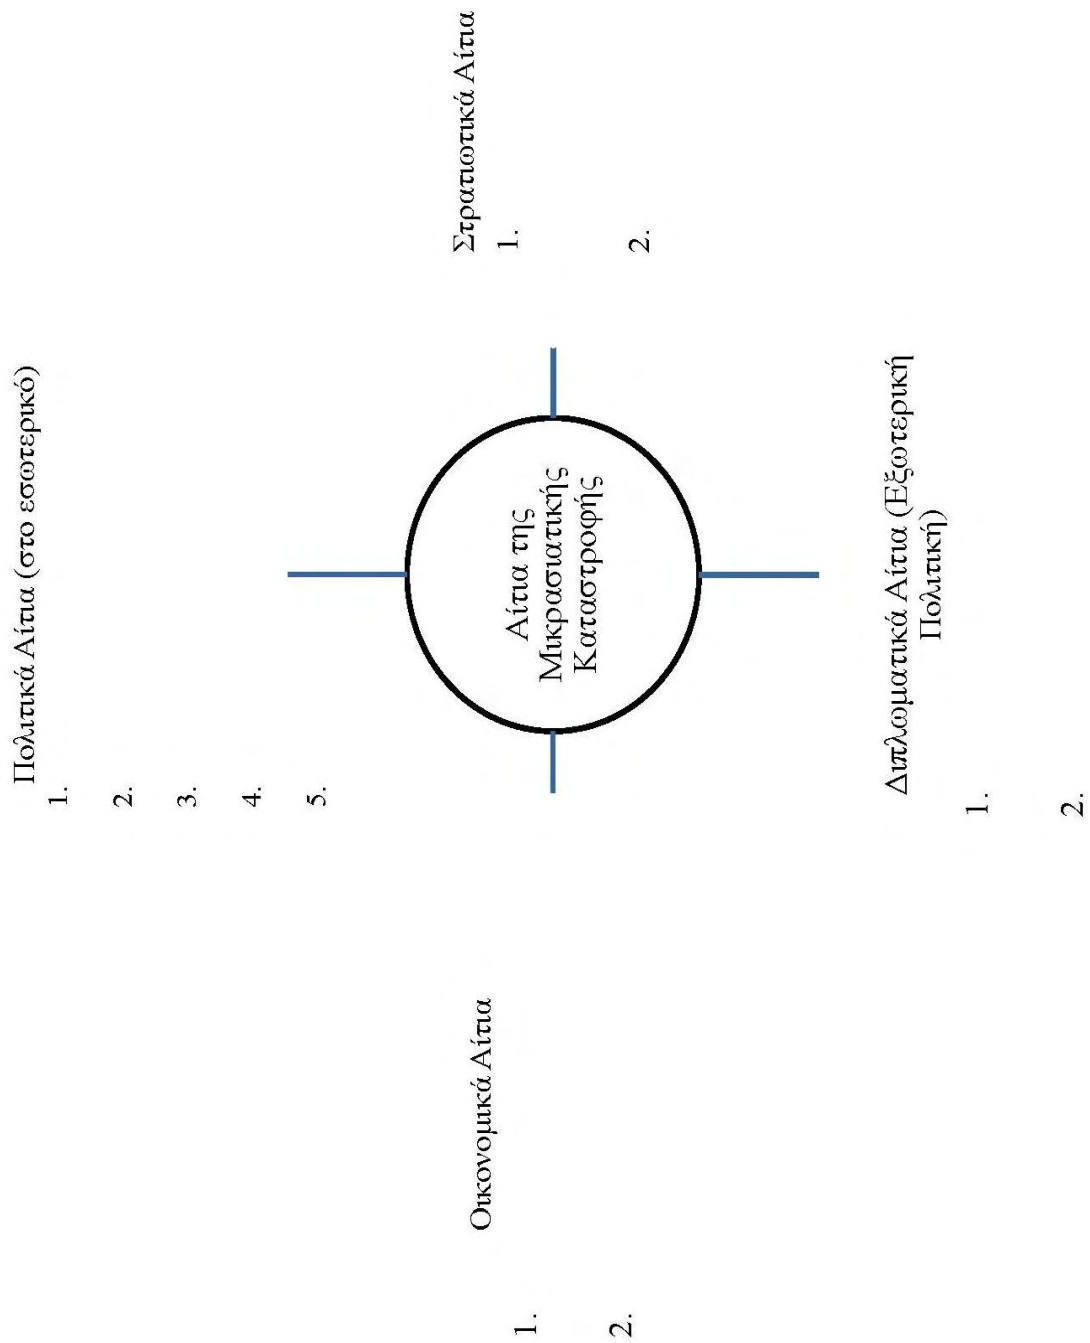 Πολιτικά Αίτια (στο εσωτερικό)
1.
2.
3.
4.
5.
Οικονομικά Αίτια
1.
2.
Αίτια της
Μικρασιατικής
Καταστροφής
Στρατιωτικά Αίτια
1.
2.
Διπλωματικά Αίτια (Εξωτερική
Πολιτική)
1.
2.